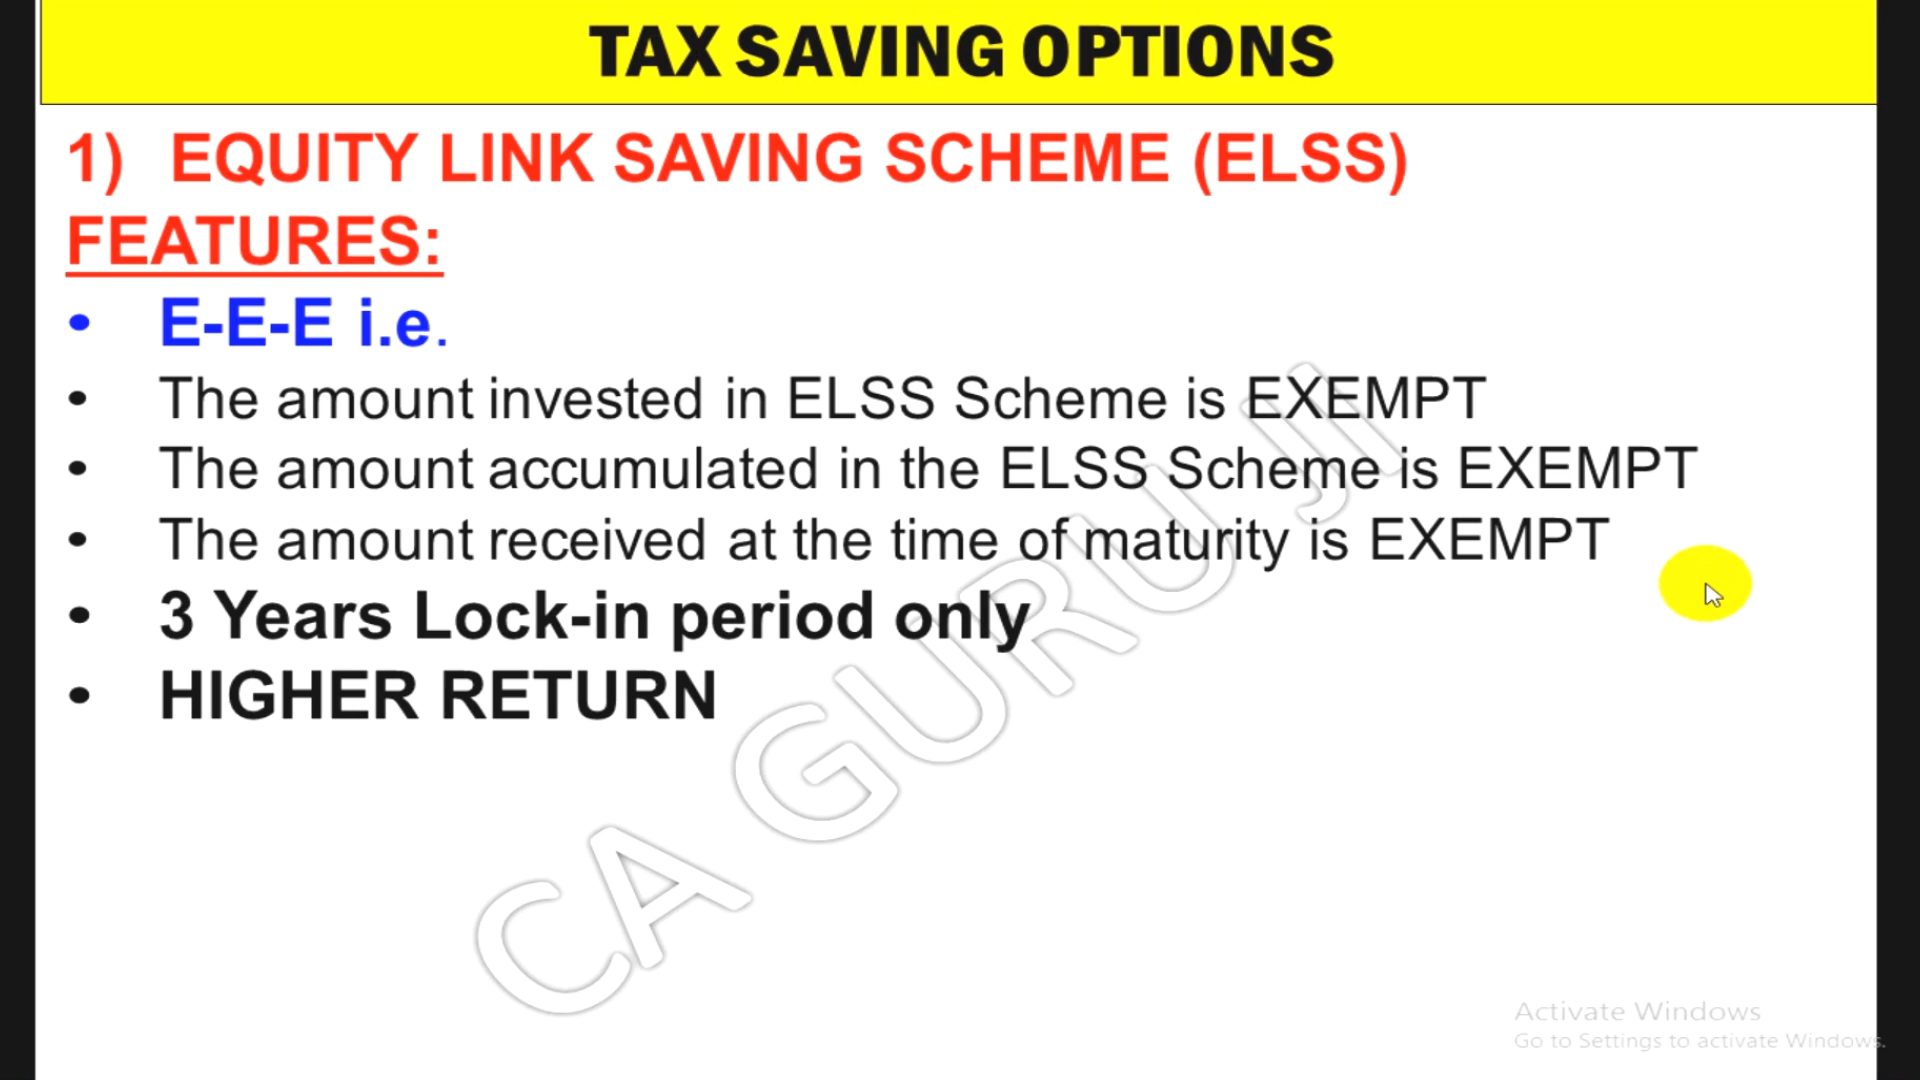 TAX SAVING OPTIONS
1) EQUITY LINK SAVING SCHEME (ELSS)
FEATURES:
• E-E-E i.e.
• The amount invested in ELSS Scheme is EXEMPT
• The amount accumulated in the ELSS Scheme is EXEMPT
• The amount received at the time of maturity is EXEMPT
• 3 Years Lock-in period only
• HIGHER RETURN
CA GURU JI
Activate Windows
Go to Settings to activate Windows.